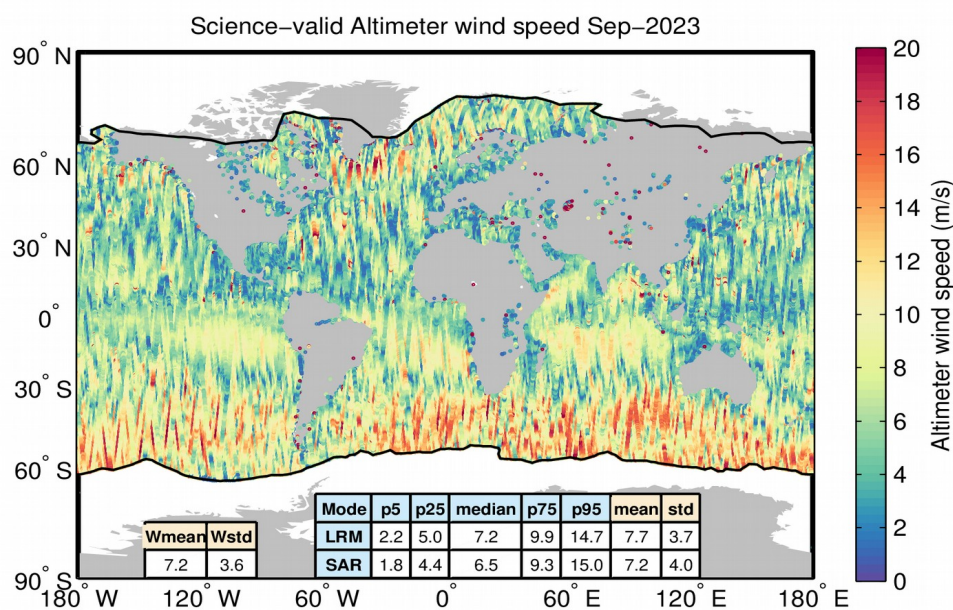 Science−valid Altimeter wind speed Sep−2023
90° N
60° N
30° N
0°
30° S
60° S
90° S
180° W
120° W
60° W
0°
60° E
120° E
180° E
Wmean Wstd
7.2 3.6
Mode p5 p25 median p75 p95 mean std
LRM 2.2 5.0 7.2 9.9 14.7 7.7 3.7
SAR 1.8 4.4 6.5 9.3 15.0 7.2 4.0
20
18
16
14
12
10
8
6
4
2
0
Altimeter wind speed (m/s)